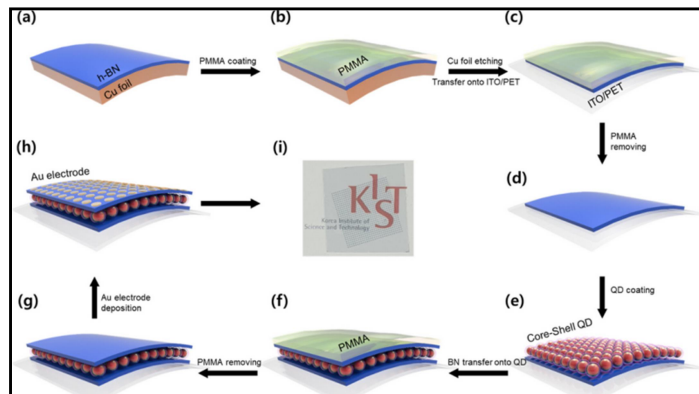 (a)
h-BN
Cu foil
PMMA coating
(b)
PMMA
Cu foil etching
Transfer onto ITO/PET
(c)
ITO/PET
PMMA
removing
(d)
QD coating
(e)
Core-Shell QD
BN transfer onto QD
(f)
PMMA
PMMA removing
(g)
Au electrode
deposition
(h)
Au electrode
(i)
KIST
Korea Institute of
Science and Technology